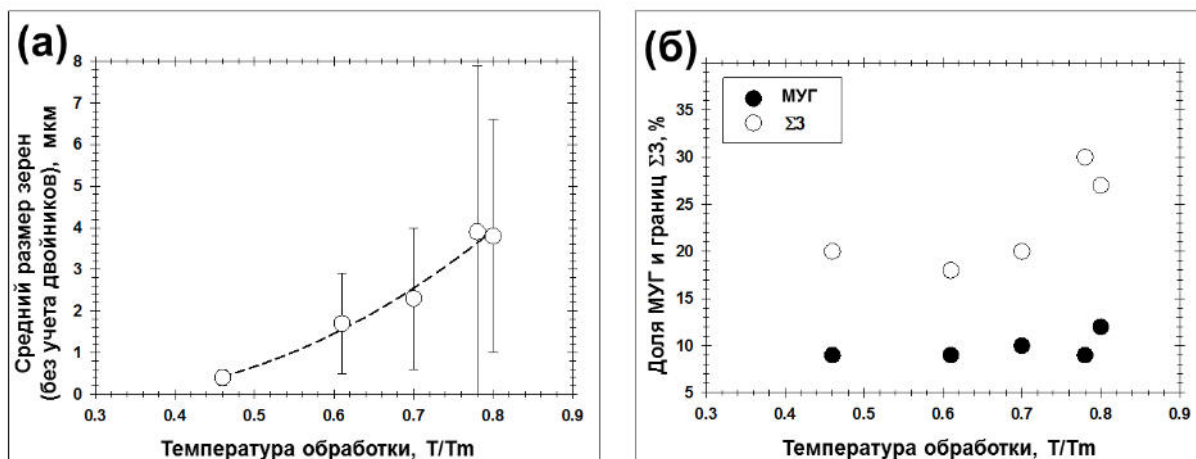 (а)
Средний размер зерен
(без учета двойников), мкм
8
7
6
5
4
3
2
1
0
0.3 0.4 0.5 0.6 0.7 0.8 0.9
Температура обработки, T/Tm
(б)
Доля МУГ и границ Σ3, %
МУГ
Σ3
35
30
25
20
15
10
5
0.3 0.4 0.5 0.6 0.7 0.8 0.9
Температура обработки, T/Tm